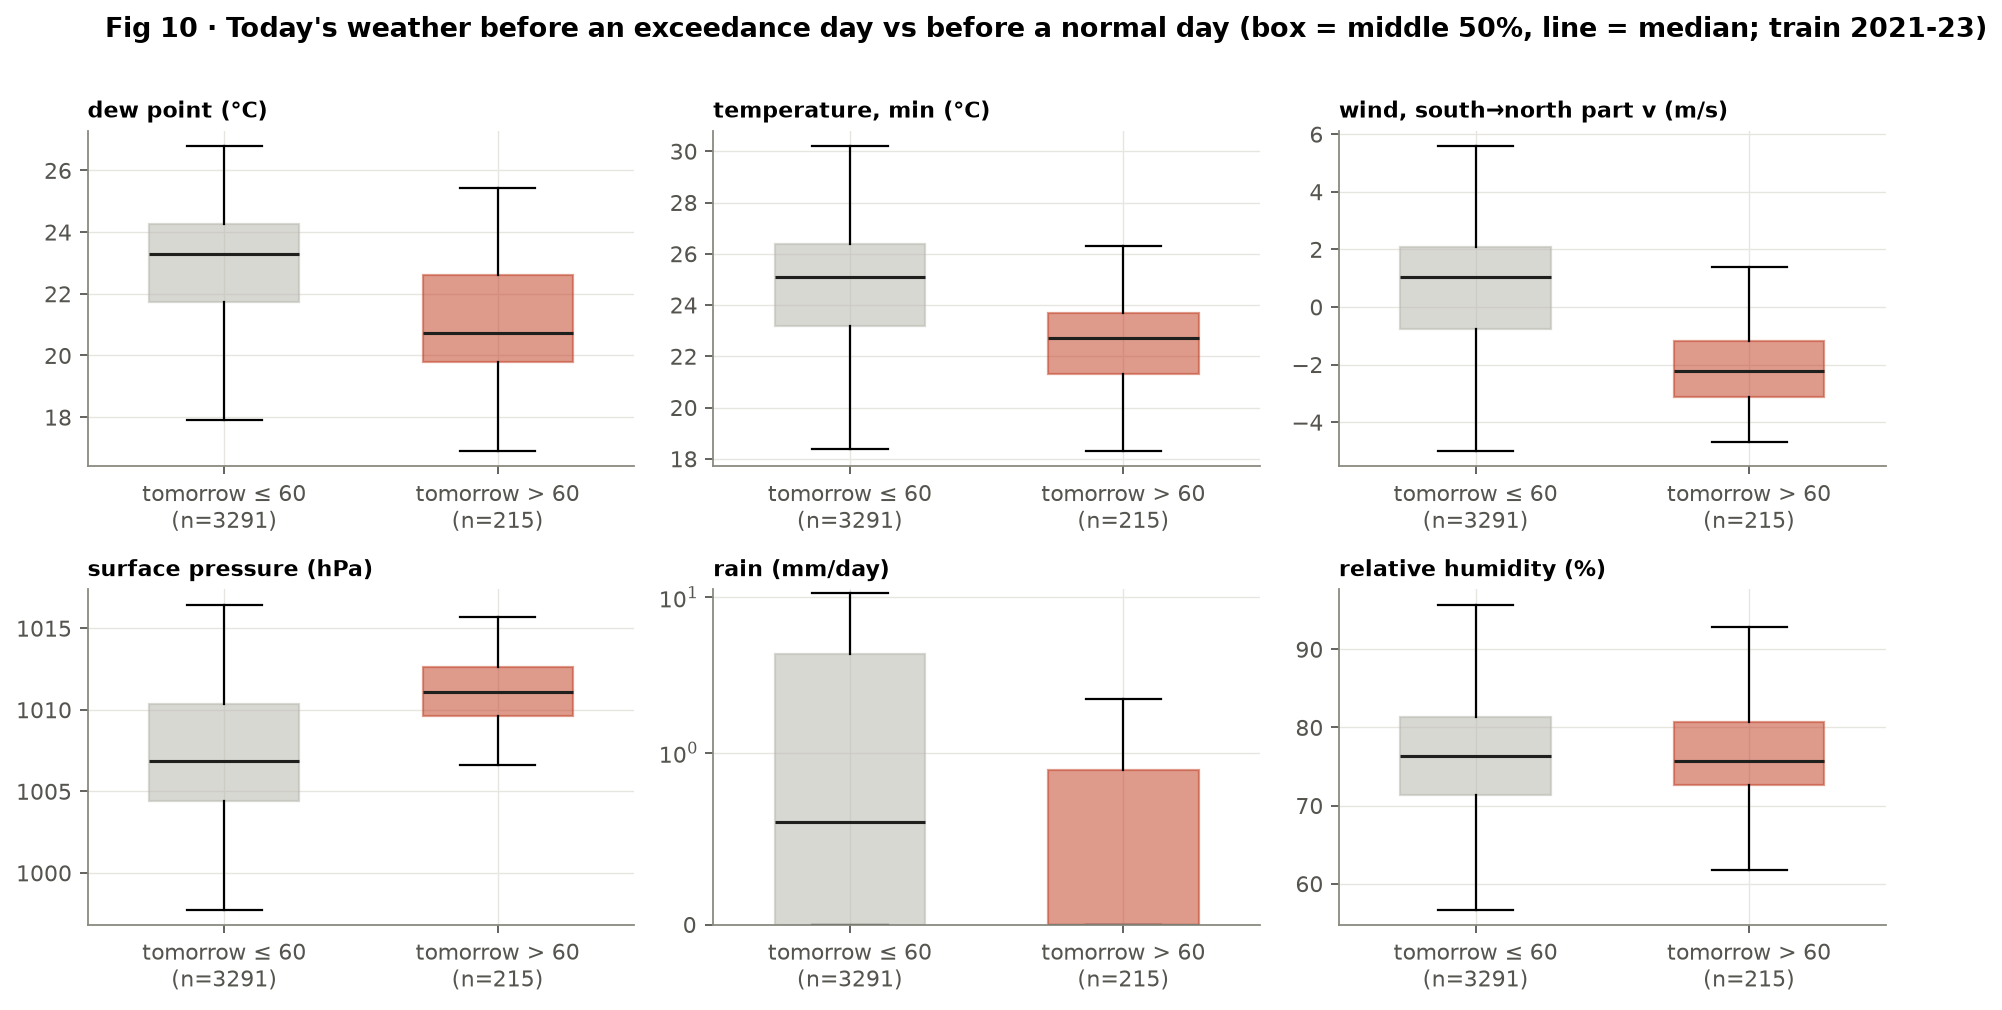 Fig 10 · Today's weather before an exceedance day vs before a normal day (box = middle 50%, line = median; train 2021-23)
dew point (°C)
26
24
22
20
18
tomorrow ≤ 60
(n=3291)
tomorrow > 60
(n=215)
temperature, min (°C)
30
28
26
24
22
20
18
tomorrow ≤ 60
(n=3291)
tomorrow > 60
(n=215)
wind, south→north part v (m/s)
6
4
2
0
−2
−4
tomorrow ≤ 60
(n=3291)
tomorrow > 60
(n=215)
surface pressure (hPa)
1015
1010
1005
1000
tomorrow ≤ 60
(n=3291)
tomorrow > 60
(n=215)
rain (mm/day)
10¹
10⁰
0
tomorrow ≤ 60
(n=3291)
tomorrow > 60
(n=215)
relative humidity (%)
90
80
70
60
tomorrow ≤ 60
(n=3291)
tomorrow > 60
(n=215)